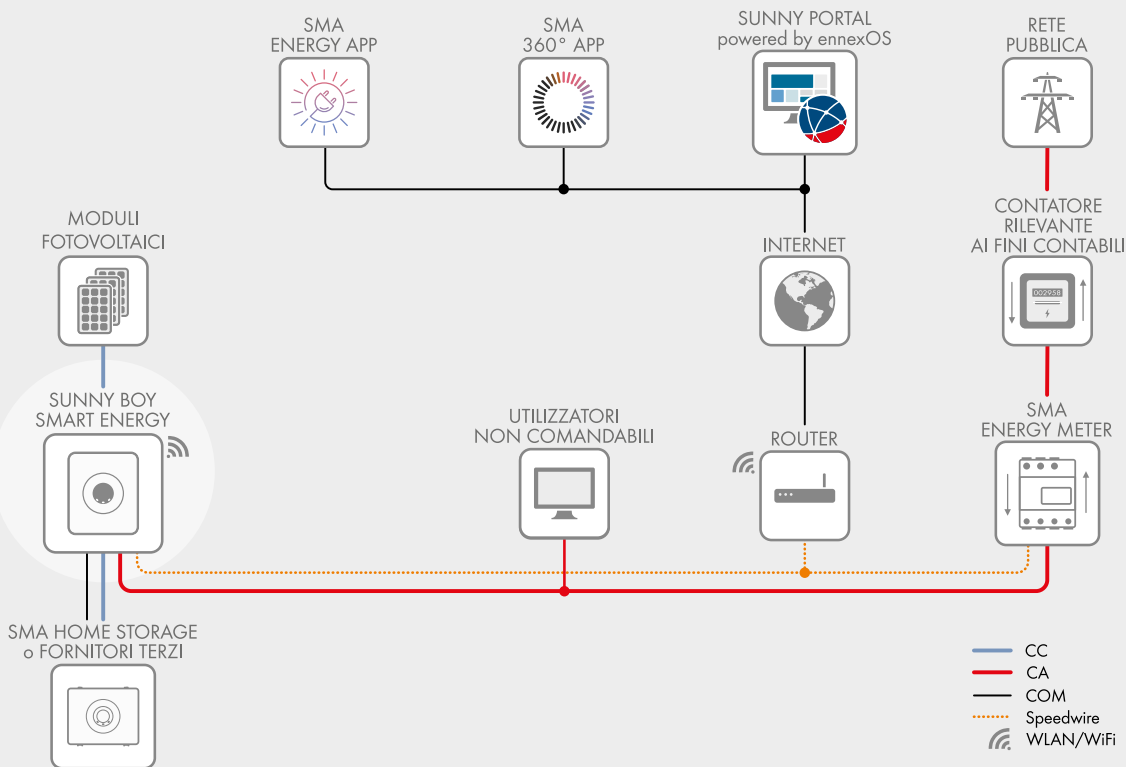 SMA
ENERGY APP
SMA
360° APP
SUNNY PORTAL
powered by ennexOS
RETE
PUBBLICA
MODULI
FOTOVOLTAICI
INTERNET
CONTATORE
RILEVANTE
AI FINI CONTABILI
002958
SUNNY BOY
SMART ENERGY
UTILIZZATORI
NON COMANDABILI
ROUTER
SMA
ENERGY METER
SMA HOME STORAGE
o FORNITORI TERZI
CC
CA
COM
Speedwire
WLAN/WiFi